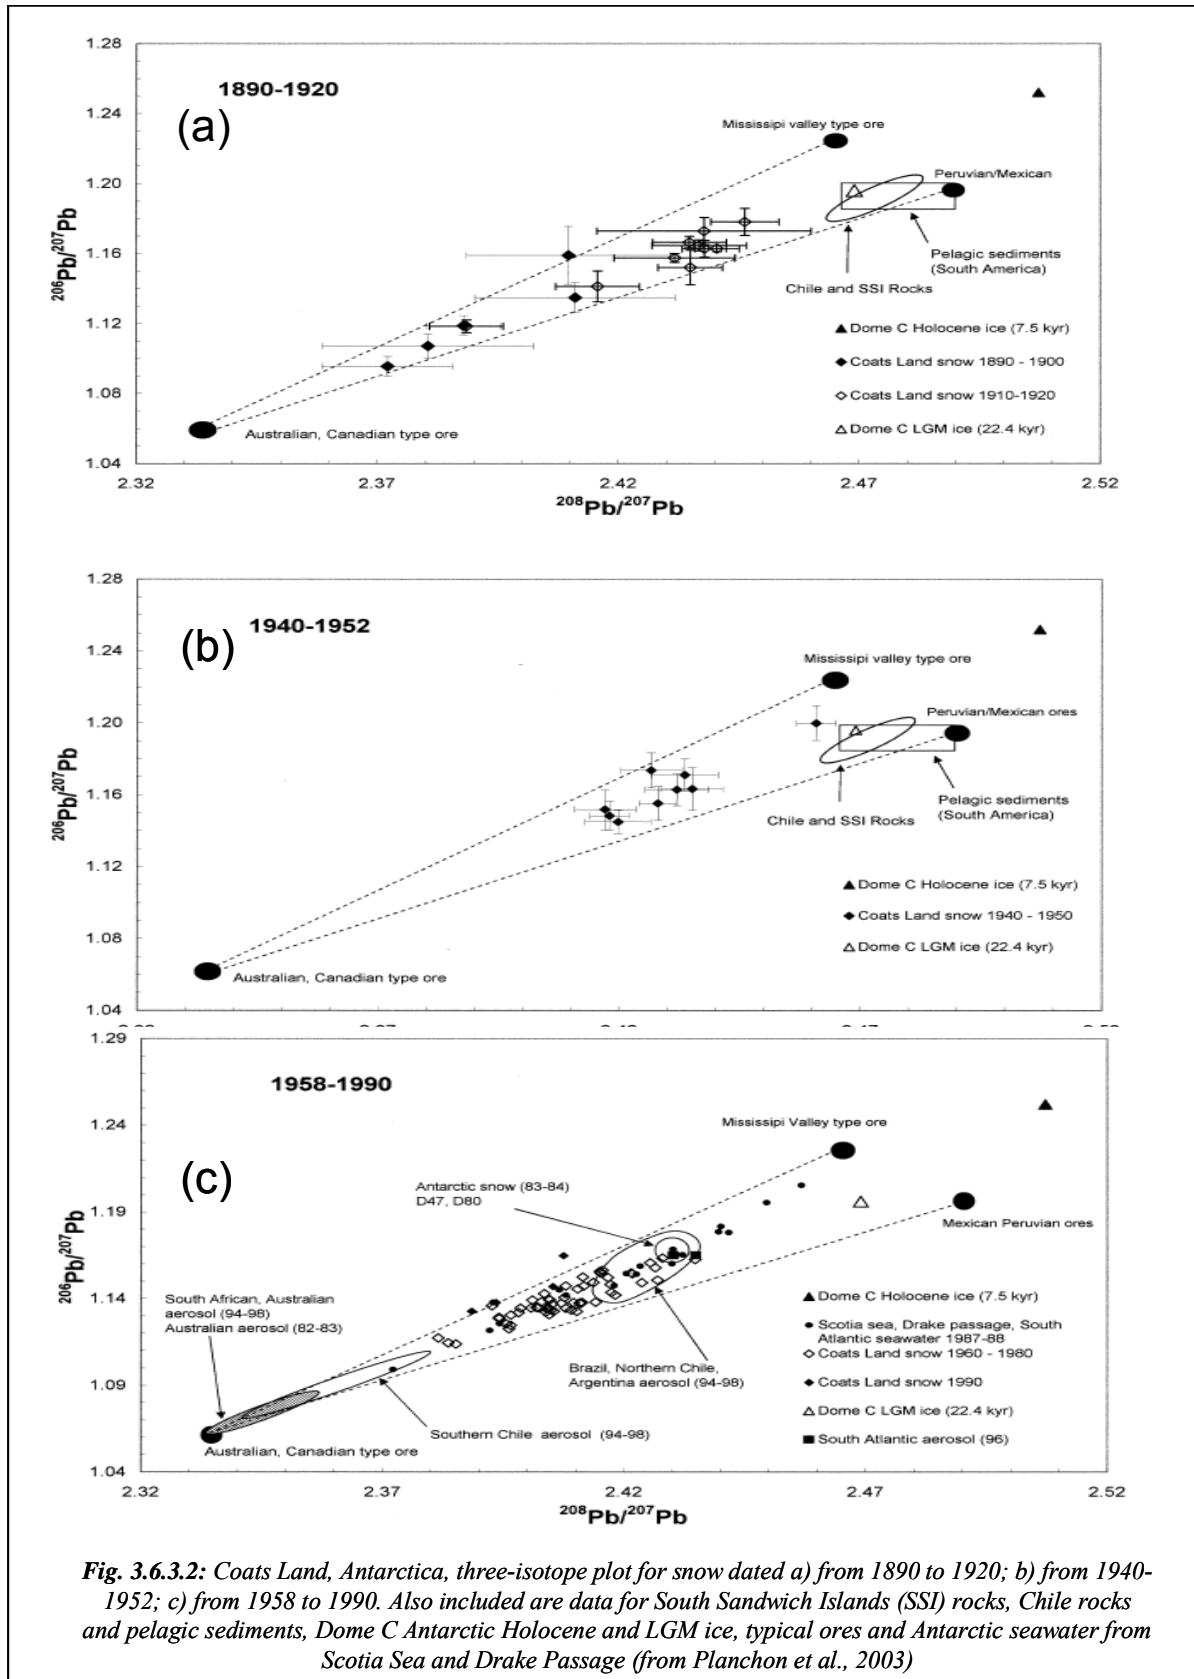 1.28
1.24
1.20
1.16
1.12
1.08
1.04
²⁰⁶Pb/²⁰⁷Pb
1890-1920
(a)
Mississipi valley type ore
Peruvian/Mexican
Pelagic sediments
(South America)
Chile and SSI Rocks
Dome C Holocene ice (7.5 kyr)
Coats Land snow 1890 - 1900
Coats Land snow 1910-1920
Dome C LGM ice (22.4 kyr)
Australian, Canadian type ore
2.32 2.37 2.42 2.47 2.52
²⁰⁸Pb/²⁰⁷Pb
1.28
1.24
1.20
1.16
1.12
1.08
1.04
²⁰⁶Pb/²⁰⁷Pb
1940-1952
(b)
Mississipi valley type ore
Peruvian/Mexican ores
Pelagic sediments
(South America)
Chile and SSI Rocks
Dome C Holocene ice (7.5 kyr)
Coats Land snow 1940 - 1950
Dome C LGM ice (22.4 kyr)
Australian, Canadian type ore
1.29
1.24
1.19
1.14
1.09
1.04
²⁰⁶Pb/²⁰⁷Pb
1958-1990
(c)
Mississipi Valley type ore
Antarctic snow (83-84)
D47, D80
Mexican Peruvian ores
South African, Australian
aerosol (94-98)
Australian aerosol (82-83)
Brazil, Northern Chile,
Argentina aerosol (94-98)
Southern Chile aerosol (94-98)
Australian, Canadian type ore
Dome C Holocene ice (7.5 kyr)
Scotia sea, Drake passage, South
Atlantic seawater 1987-88
Coats Land snow 1960 - 1980
Coats Land snow 1990
Dome C LGM ice (22.4 kyr)
South Atlantic aerosol (96)
2.32 2.37 2.42 2.47 2.52
²⁰⁸Pb/²⁰⁷Pb
Fig. 3.6.3.2: Coats Land, Antarctica, three-isotope plot for snow dated a) from 1890 to 1920; b) from 1940-
1952; c) from 1958 to 1990. Also included are data for South Sandwich Islands (SSI) rocks, Chile rocks
and pelagic sediments, Dome C Antarctic Holocene and LGM ice, typical ores and Antarctic seawater from
Scotia Sea and Drake Passage (from Planchon et al., 2003)